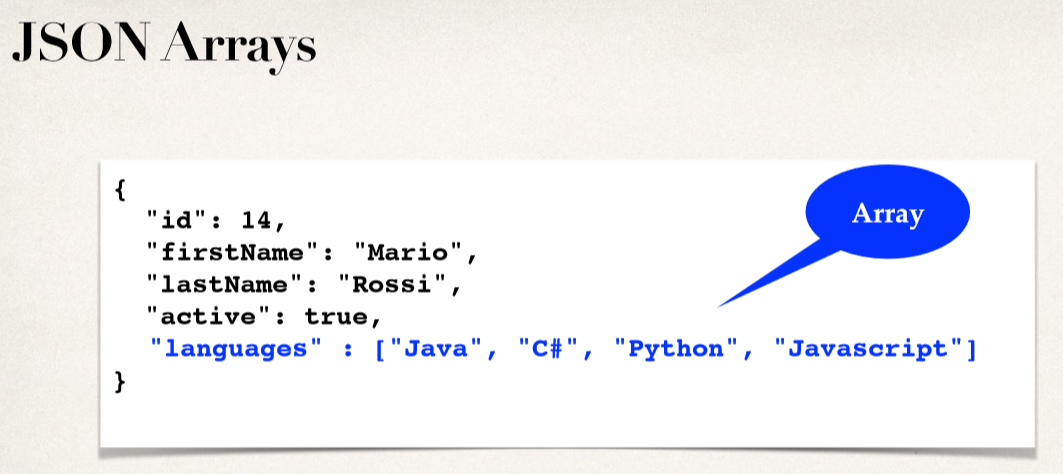 JSON Arrays
{
"id": 14,
"firstName": "Mario",
"lastName": "Rossi",
"active": true,
"languages" : ["Java", "C#", "Python", "Javascript"]
}
Array